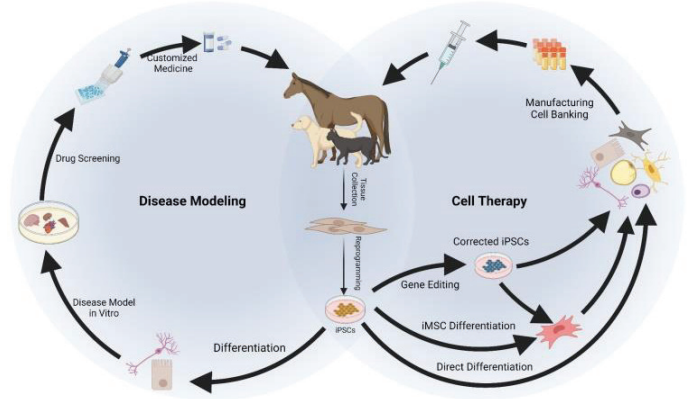 Customized
Medicine
Drug Screening
Disease Modeling
Disease Model
in Vitro
Differentiation
Tissue
Collection
Reprogramming
iPSCs
Cell Therapy
Manufacturing
Cell Banking
Corrected iPSCs
Gene Editing
iMSC Differentiation
Direct Differentiation